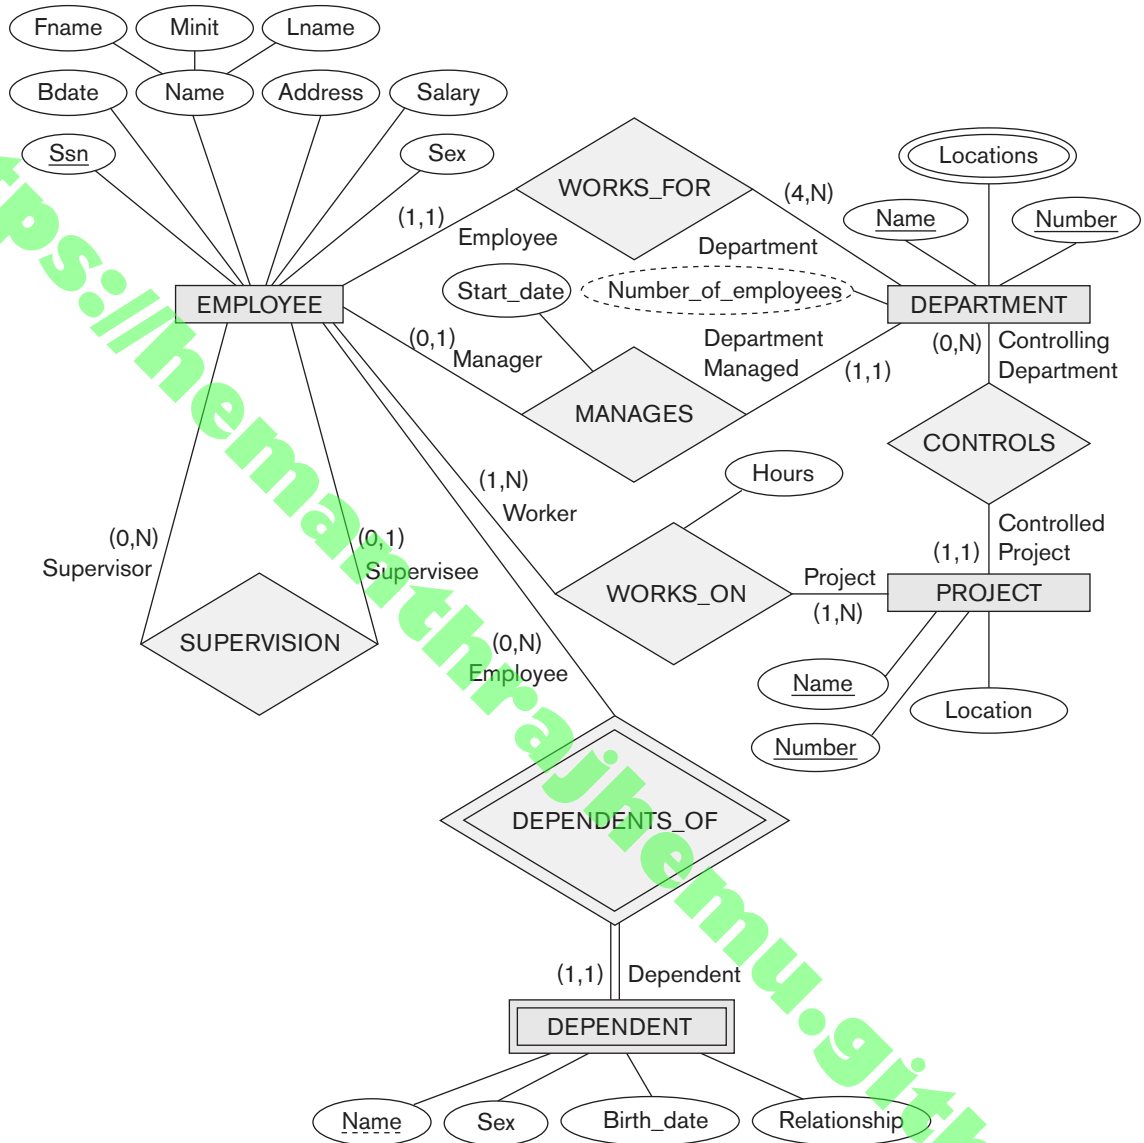 Fname Minit Lname
Bdate Name Address Salary
Ssn Sex
WORKS_FOR
Locations
(4,N)
Name Number
(1,1)
Employee
Department
Start_date Number_of_employees
EMPLOYEE DEPARTMENT
(0,1)
Manager
Department
Managed
(1,1)
(0,N)
Controlling
Department
MANAGES
CONTROLS
Hours
(1,N)
Worker
(0,N)
Supervisor
(0,1)
Supervisee
Controlled
Project
(1,1)
SUPERVISION
WORKS_ON
Project
(1,N)
PROJECT
(0,N)
Employee
Name
Location
Number
DEPENDENTS_OF
(1,1) Dependent
DEPENDENT
Name Sex Birth_date Relationship
tps://hemanthrajhemu.gith